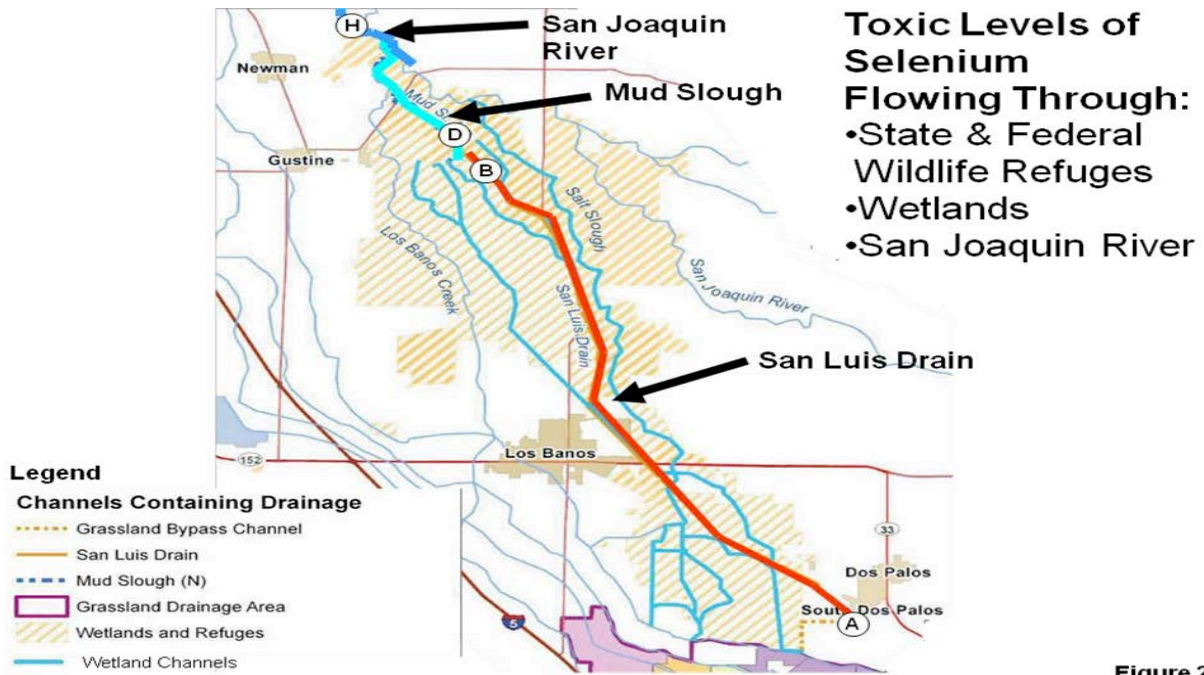 Toxic Levels of
Selenium
Flowing Through:
•State & Federal
Wildlife Refuges
•Wetlands
•San Joaquin River
H
San Joaquin
River
Newman
Mud Slough
Mud Sl
D
Gustine
B
Salt Slough
Los Banos Creek
San Luis Drain
San Joaquin River
San Luis Drain
Los Banos
152
33
Dos Palos
South Dos Palos
A
5
Legend
Channels Containing Drainage
Grassland Bypass Channel
San Luis Drain
Mud Slough (N)
Grassland Drainage Area
Wetlands and Refuges
Wetland Channels
Figure 2